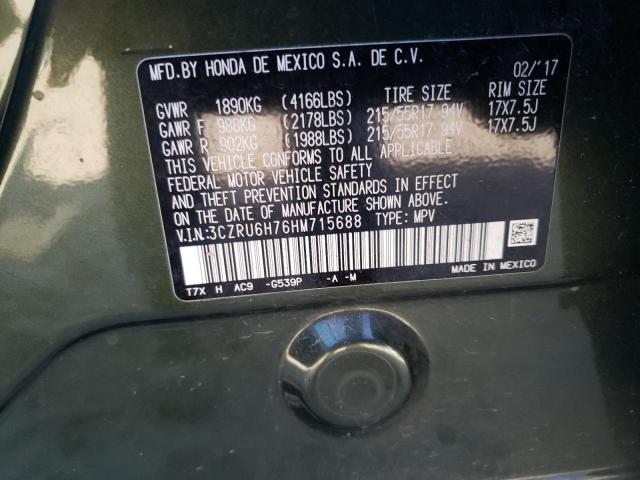 MFD.BY HONDA DE MEXICO S.A. DE C.V. 02/'17
GVWR 1890KG (4166LBS) TIRE SIZE RIM SIZE
GAWR F 988KG (2178LBS) 215/55R17 94V 17X7.5J
GAWR R 902KG (1988LBS) 215/55R17 94V 17X7.5J
THIS VEHICLE CONFORMS TO ALL APPLICABLE
FEDERAL MOTOR VEHICLE SAFETY
AND THEFT PREVENTION STANDARDS IN EFFECT
ON THE DATE OF MANUFACTURE SHOWN ABOVE.
V.I.N.:3CZRU6H76HM715688 TYPE: MPV
T7X H AC9 -G539P -A -M MADE IN MEXICO